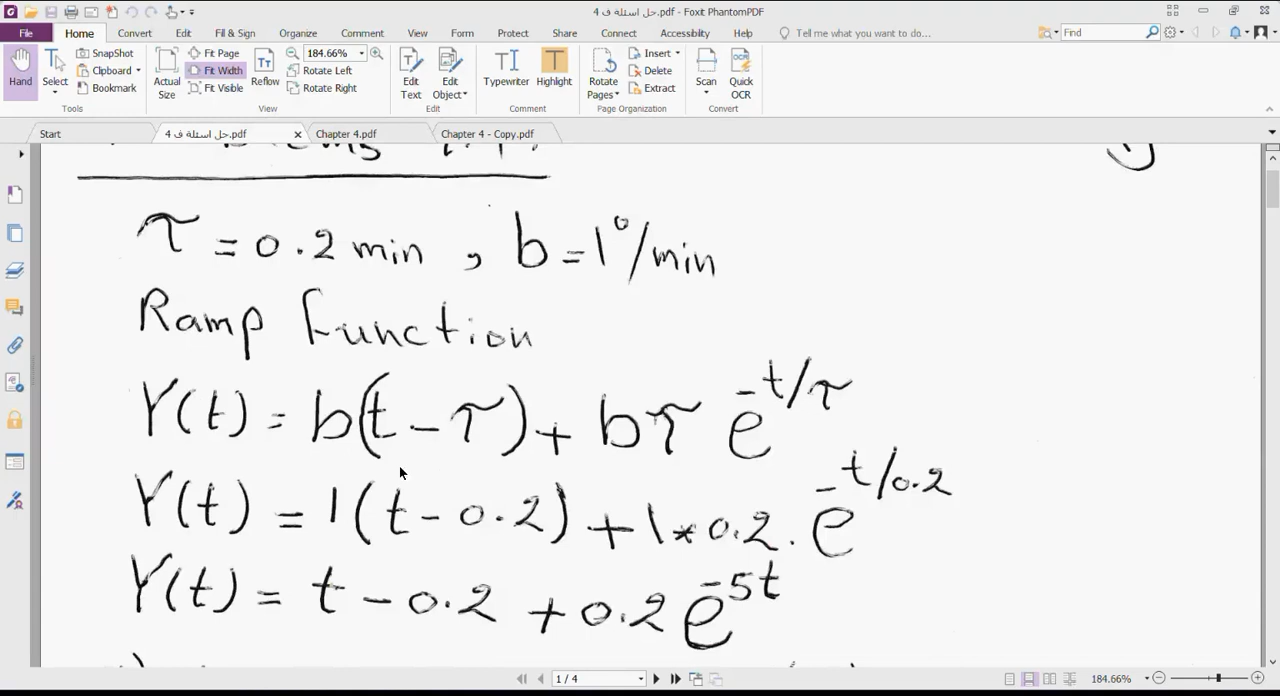 حل اسئلة ف 4.pdf - Foxit PhantomPDF
File Home Convert Edit Fill & Sign Organize Comment View Form Protect Share Connect Accessibility Help Tell me what you want to do... Find
Hand
Select
SnapShot
Clipboard
Bookmark
Tools
Actual Size
Fit Page
Fit Width
Fit Visible
Reflow
184.66%
Rotate Left
Rotate Right
View
Edit Text
Edit Object
Edit
Typewriter
Highlight
Comment
Rotate Pages
Insert
Delete
Extract
Page Organization
Scan
Quick OCR
Convert
Start
حل اسئلة ف 4.pdf
Chapter 4.pdf
Chapter 4 - Copy.pdf
τ = 0.2 min , b = 1°/min
Ramp Function
Y(t) = b(t - τ) + bτ e^-t/τ
Y(t) = 1(t - 0.2) + 1*0.2 . e^-t/0.2
Y(t) = t - 0.2 + 0.2 e^-5t
1 / 4
184.66%